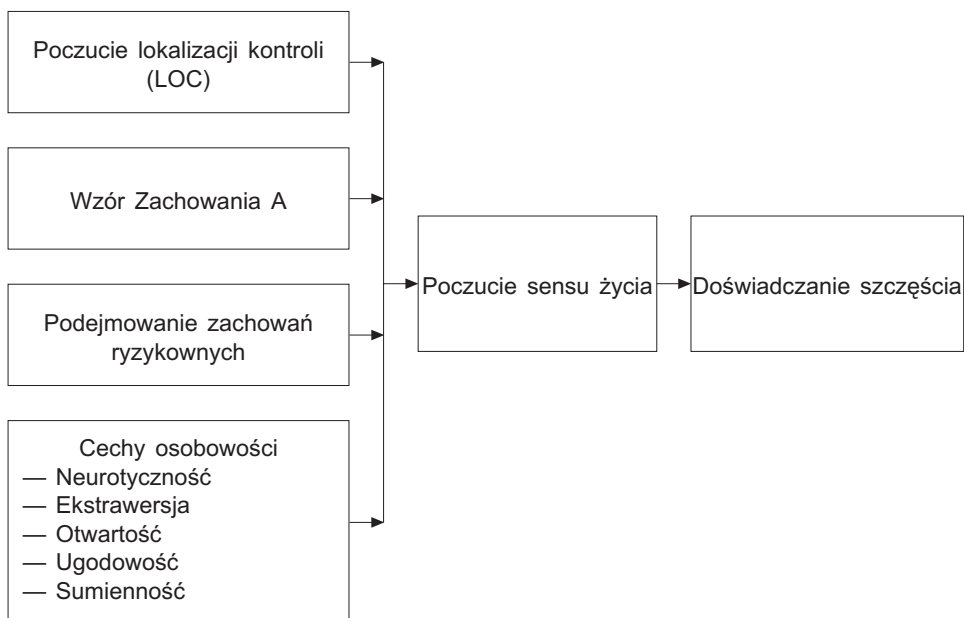 Poczucie lokalizacji kontroli
(LOC)
Wzór Zachowania A
Podejmowanie zachowań
ryzykownych
Cechy osobowości
— Neurotyczność
— Ekstrawersja
— Otwartość
— Ugodowość
— Sumienność
Poczucie sensu życia
Doświadczanie szczęścia